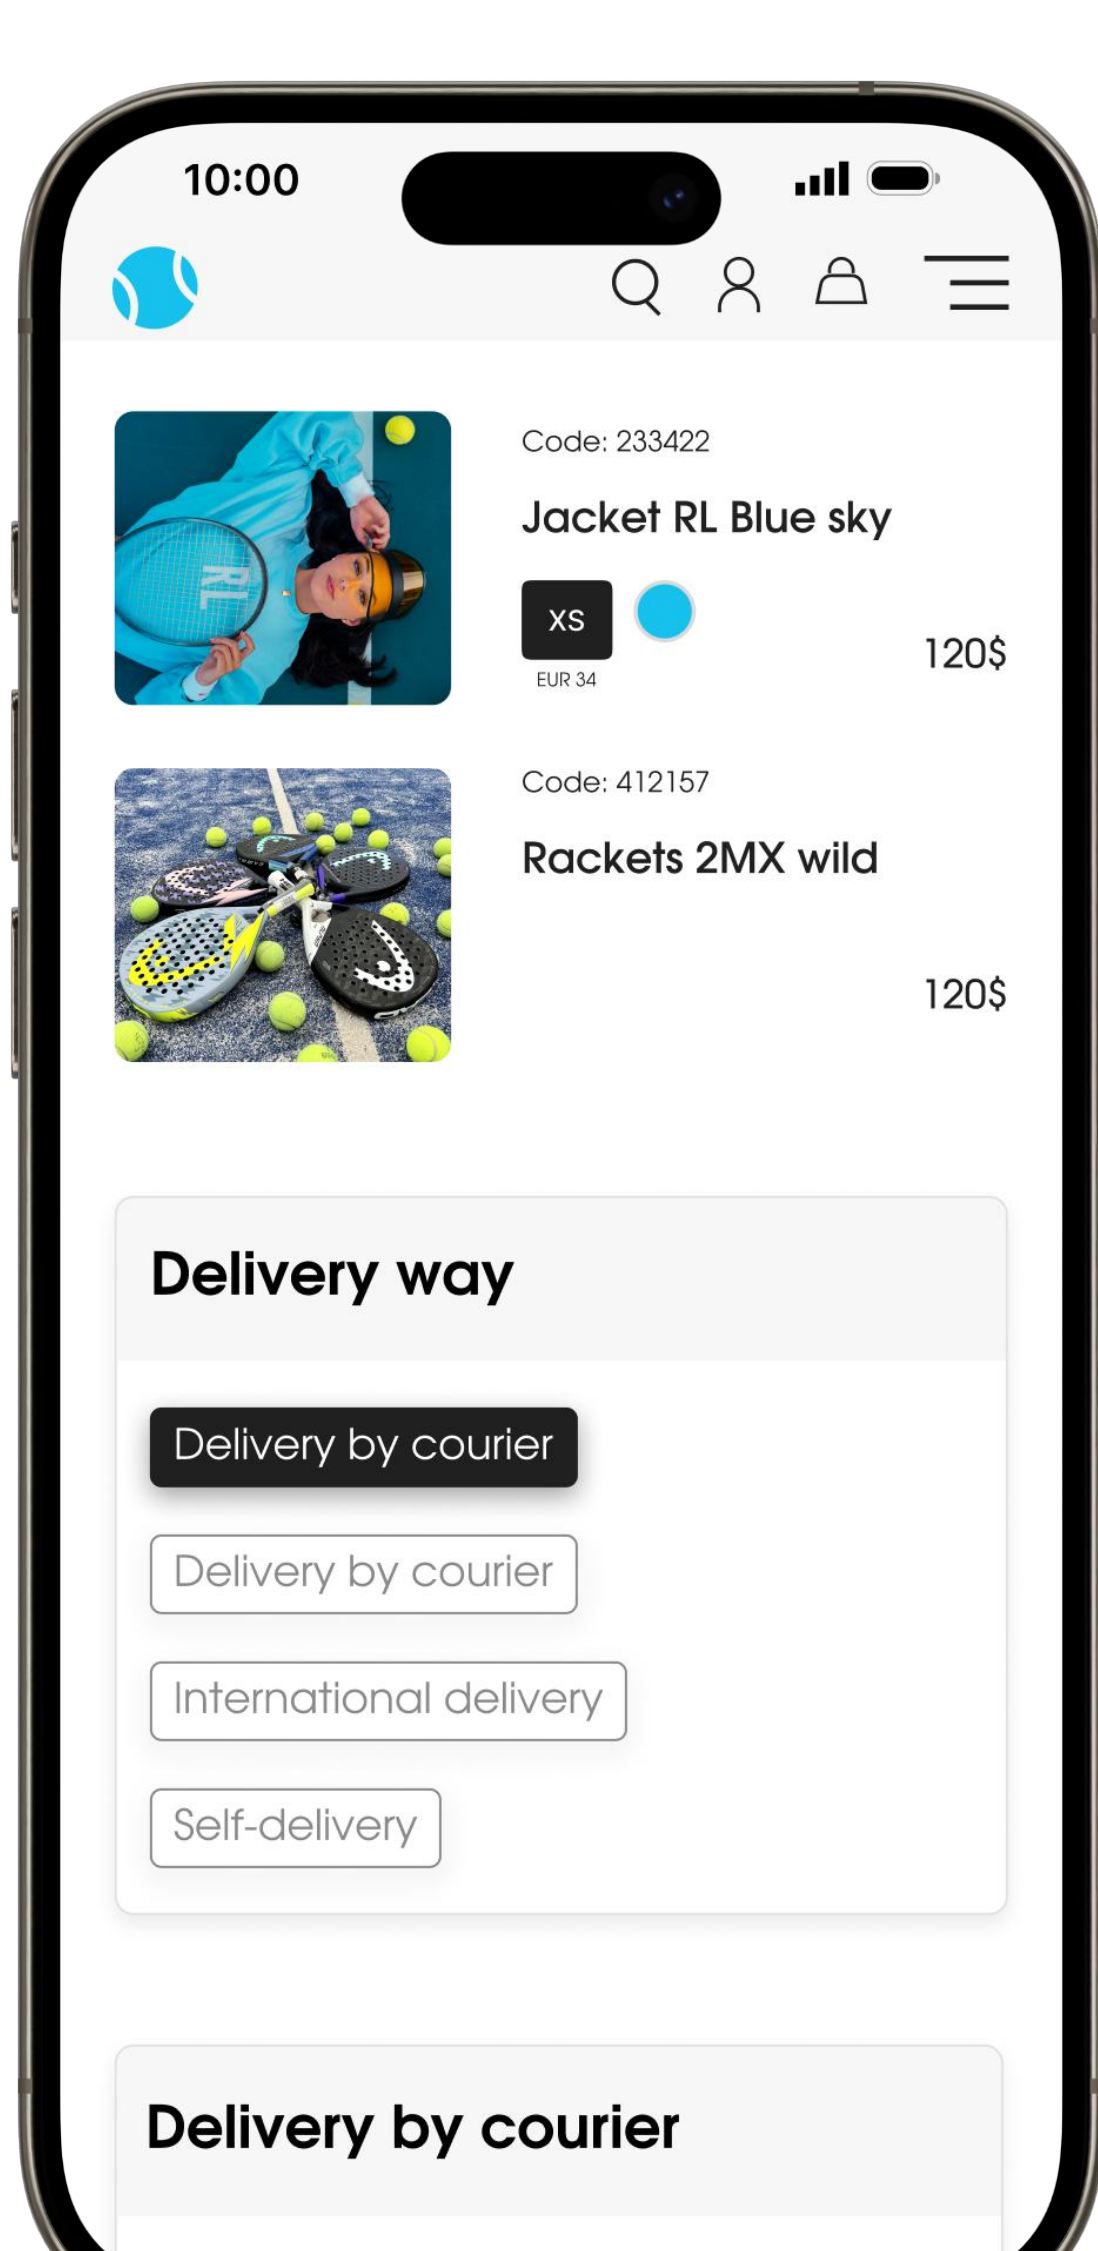 10:00
Code: 233422
Jacket RL Blue sky
XS
EUR 34
120$
RL
Code: 412157
Rackets 2MX wild
120$
Delivery way
Delivery by courier
Delivery by courier
International delivery
Self-delivery
Delivery by courier